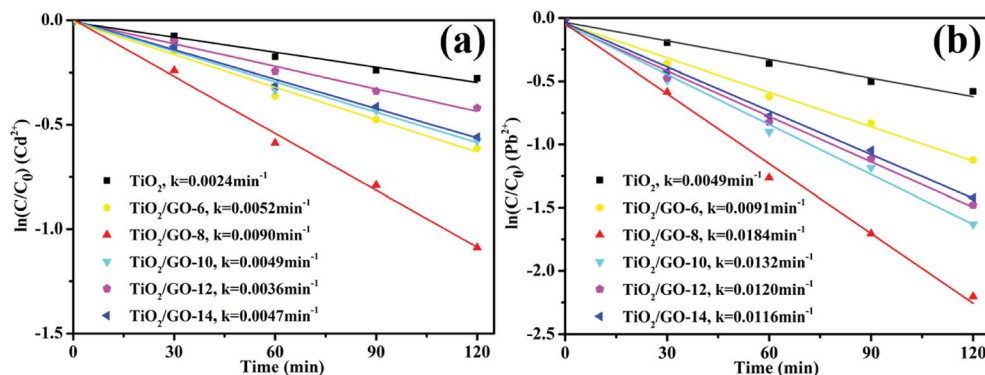 (a)
0.0
-0.5
-1.0
-1.5
ln(C/C₀) (Cd²⁺)
TiO₂, k=0.0024min⁻¹
TiO₂/GO-6, k=0.0052min⁻¹
TiO₂/GO-8, k=0.0090min⁻¹
TiO₂/GO-10, k=0.0049min⁻¹
TiO₂/GO-12, k=0.0036min⁻¹
TiO₂/GO-14, k=0.0047min⁻¹
0 30 60 90 120
Time (min)
(b)
0.0
-0.5
-1.0
-1.5
-2.0
-2.5
ln(C/C₀) (Pb²⁺)
TiO₂, k=0.0049min⁻¹
TiO₂/GO-6, k=0.0091min⁻¹
TiO₂/GO-8, k=0.0184min⁻¹
TiO₂/GO-10, k=0.0132min⁻¹
TiO₂/GO-12, k=0.0120min⁻¹
TiO₂/GO-14, k=0.0116min⁻¹
0 30 60 90 120
Time (min)